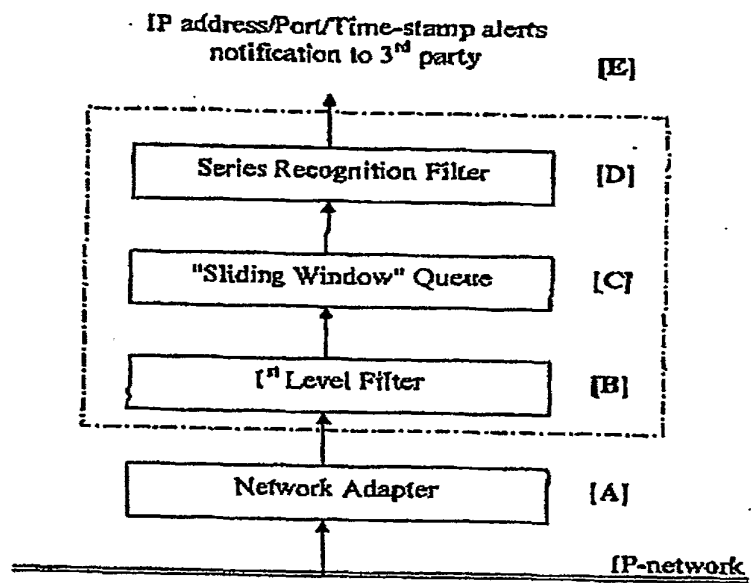 IP address/Port/Time-stamp alerts
notification to 3rd party
[E]
Series Recognition Filter [D]
"Sliding Window" Queue [C]
1st Level Filter [B]
Network Adapter [A]
IP-network